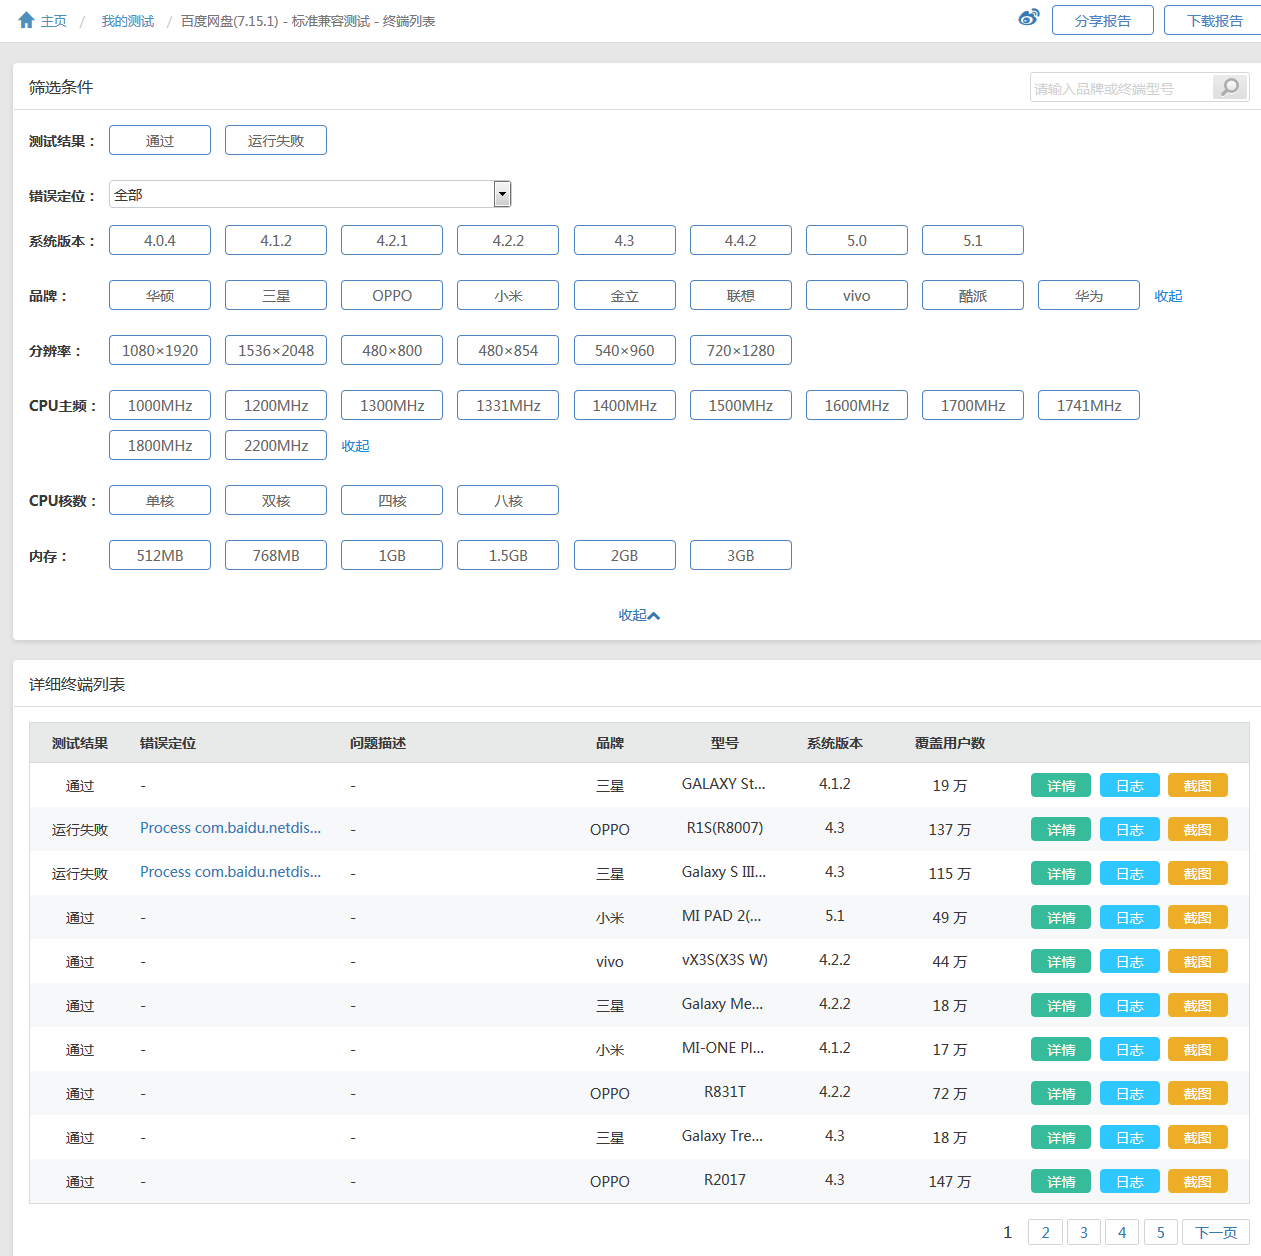 主页 / 我的测试 / 百度网盘(7.15.1) - 标准兼容测试 - 终端列表 分享报告 下载报告
筛选条件 请输入品牌或终端型号
测试结果： 通过 运行失败
错误定位： 全部
系统版本： 4.0.4 4.1.2 4.2.1 4.2.2 4.3 4.4.2 5.0 5.1
品牌： 华硕 三星 OPPO 小米 金立 联想 vivo 酷派 华为 收起
分辨率： 1080×1920 1536×2048 480×800 480×854 540×960 720×1280
CPU主频： 1000MHz 1200MHz 1300MHz 1331MHz 1400MHz 1500MHz 1600MHz 1700MHz 1741MHz
1800MHz 2200MHz 收起
CPU核数： 单核 双核 四核 八核
内存： 512MB 768MB 1GB 1.5GB 2GB 3GB
收起
详细终端列表
测试结果 错误定位 问题描述 品牌 型号 系统版本 覆盖用户数
通过 - - 三星 GALAXY St... 4.1.2 19 万 详情 日志 截图
运行失败 Process com.baidu.netdis... - OPPO R1S(R8007) 4.3 137 万 详情 日志 截图
运行失败 Process com.baidu.netdis... - 三星 Galaxy S III... 4.3 115 万 详情 日志 截图
通过 - - 小米 MI PAD 2(... 5.1 49 万 详情 日志 截图
通过 - - vivo vX3S(X3S W) 4.2.2 44 万 详情 日志 截图
通过 - - 三星 Galaxy Me... 4.2.2 18 万 详情 日志 截图
通过 - - 小米 MI-ONE Pl... 4.1.2 17 万 详情 日志 截图
通过 - - OPPO R831T 4.2.2 72 万 详情 日志 截图
通过 - - 三星 Galaxy Tre... 4.3 18 万 详情 日志 截图
通过 - - OPPO R2017 4.3 147 万 详情 日志 截图
1 2 3 4 5 下一页